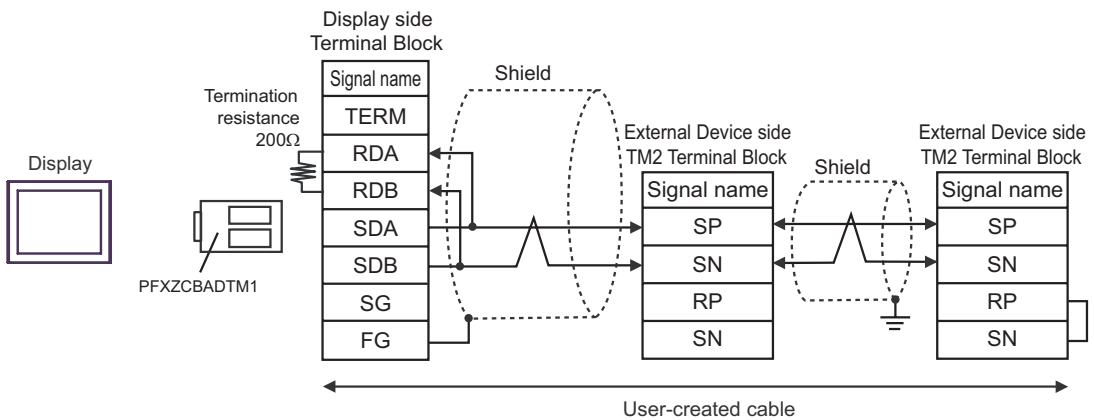 Display side
Terminal Block
Signal name
TERM
RDA
RDB
SDA
SDB
SG
FG
Termination
resistance
200Ω
Display
PFXZCBADTM1
Shield
External Device side
TM2 Terminal Block
Signal name
SP
SN
RP
SN
Shield
External Device side
TM2 Terminal Block
Signal name
SP
SN
RP
SN
User-created cable